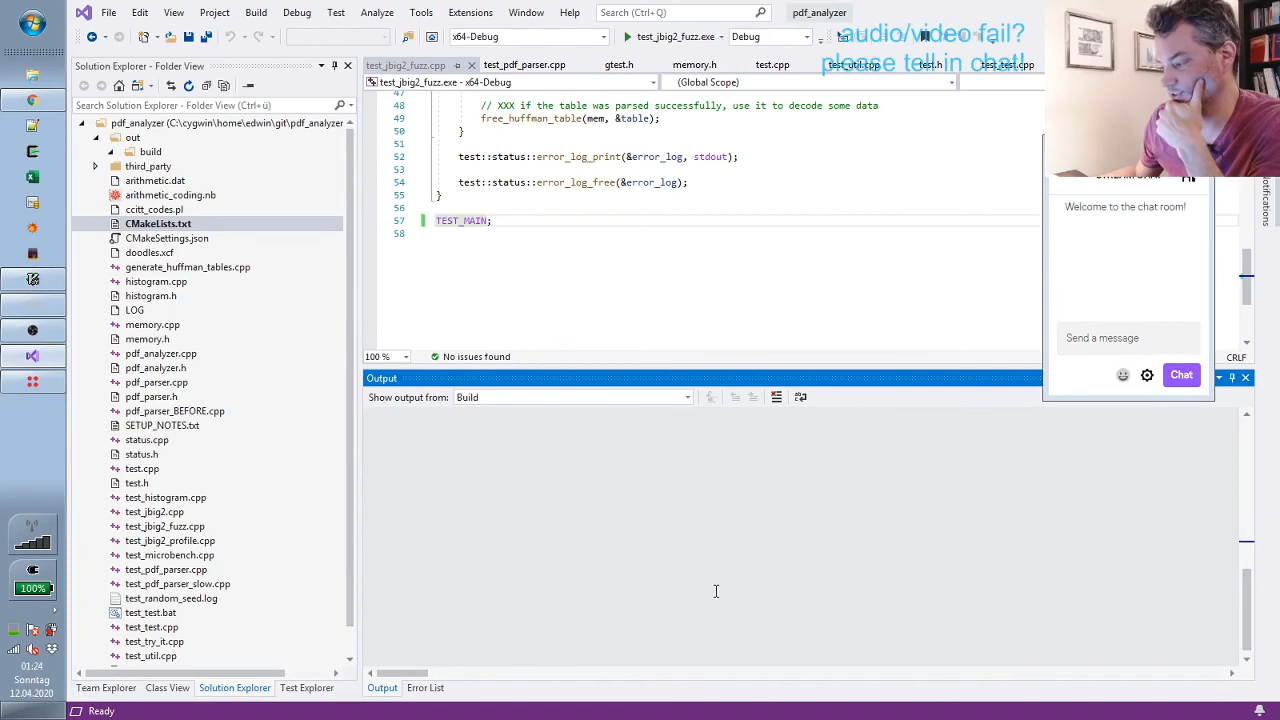 File Edit View Project Build Debug Test Analyze Tools Extensions Window Help Search (Ctrl+Q) pdf_analyzer
audio/video fail?
x64-Debug test_jbig2_fuzz.exe Debug
please tell in chat!
Solution Explorer - Folder View
test_jbig2_fuzz.cpp test_pdf_parser.cpp gtest.h memory.h test.cpp test_util.cpp test.h test_test.cpp
test_jbig2_fuzz.exe x64-Debug (Global Scope)
Search Solution Explorer - Folder View (Ctrl+ü)
pdf_analyzer (C:\cygwin\home\edwin\git\pdf_analyzer
out
build
third_party
arithmetic.dat
arithmetic_coding.nb
ccitt_codes.pl
CMakeLists.txt
CMakeSettings.json
doodles.xcf
generate_huffman_tables.cpp
histogram.cpp
histogram.h
LOG
memory.cpp
memory.h
pdf_analyzer.cpp
pdf_analyzer.h
pdf_parser.cpp
pdf_parser.h
pdf_parser_BEFORE.cpp
SETUP_NOTES.txt
status.cpp
status.h
test.cpp
test.h
test_histogram.cpp
test_jbig2.cpp
test_jbig2_fuzz.cpp
test_jbig2_profile.cpp
test_microbench.cpp
test_pdf_parser.cpp
test_pdf_parser_slow.cpp
test_random_seed.log
test_test.bat
test_test.cpp
test_try_it.cpp
test_util.cpp
Team Explorer Class View Solution Explorer Test Explorer
47
48 // XXX if the table was parsed successfully, use it to decode some data
49 free_huffman_table(mem, &table);
50 }
51
52 test::status::error_log_print(&error_log, stdout);
53
54 test::status::error_log_free(&error_log);
55 }
56
57 TEST_MAIN;
58
100 % No issues found CRLF
Output
Show output from: Build
Output Error List
Welcome to the chat room!
Send a message
Chat
Notifications
100%
01:24
Sonntag
12.04.2020
Ready